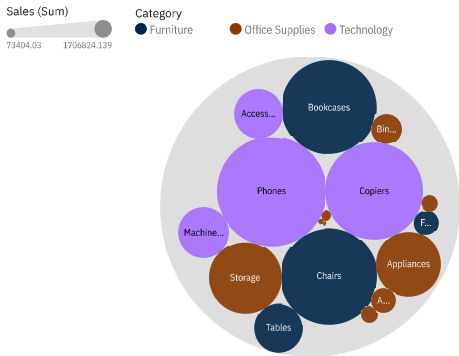 Sales (Sum)
73404.03
1706824.139
Category
Furniture
Office Supplies
Technology
Bookcases
Access...
Bin...
Phones
Copiers
F...
Machine...
Appliances
Storage
Chairs
A...
Tables